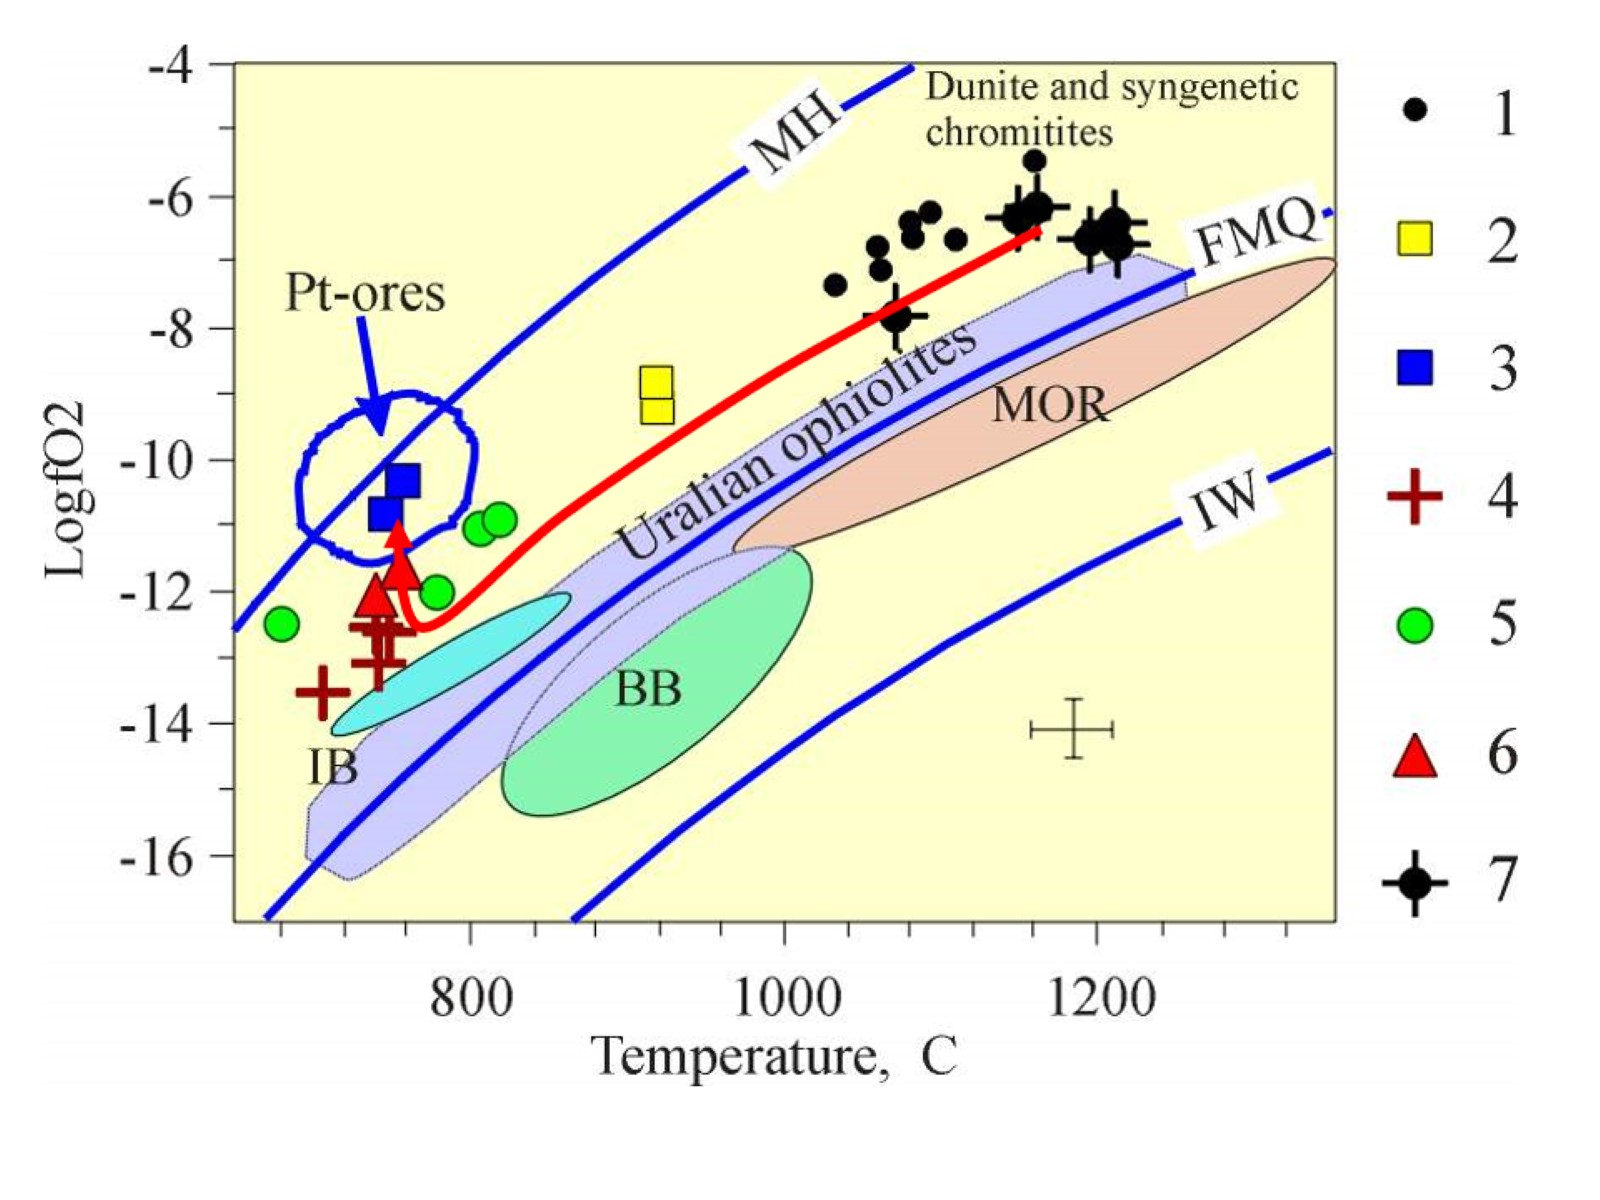 -4
-6
-8
-10
-12
-14
-16
LogfO2
800
1000
1200
Temperature, C
MH
Dunite and syngenetic
chromitites
FMQ
Pt-ores
Uralian ophiolites
MOR
IW
BB
IB
1
2
3
4
5
6
7